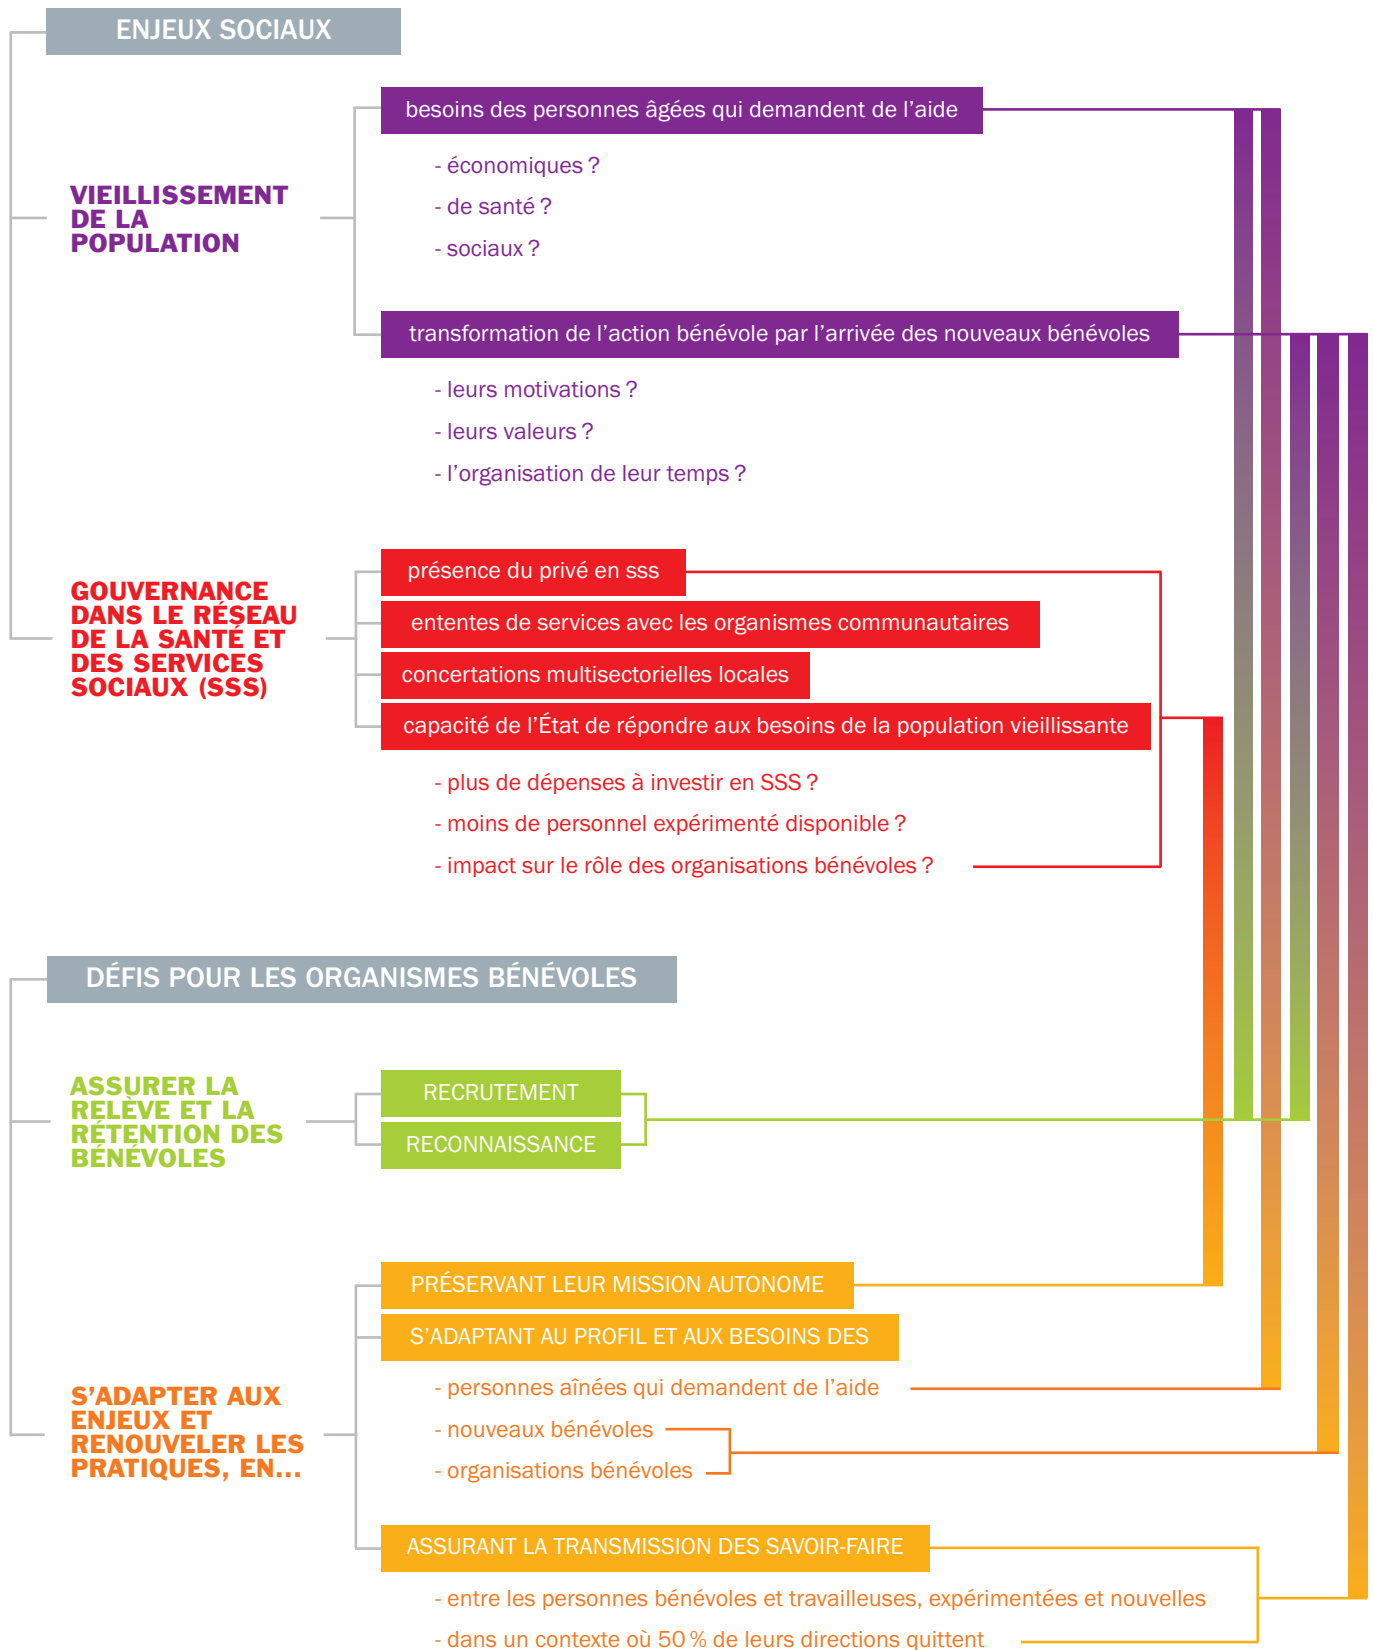 ENJEUX SOCIAUX
VIEILLISSEMENT
DE LA
POPULATION
besoins des personnes âgées qui demandent de l’aide
- économiques ?
- de santé ?
- sociaux ?
transformation de l’action bénévole par l’arrivée des nouveaux bénévoles
- leurs motivations ?
- leurs valeurs ?
- l’organisation de leur temps ?
GOUVERNANCE
DANS LE RÉSEAU
DE LA SANTÉ ET
DES SERVICES
SOCIAUX (SSS)
présence du privé en sss
ententes de services avec les organismes communautaires
concertations multisectorielles locales
capacité de l’État de répondre aux besoins de la population vieillissante
- plus de dépenses à investir en SSS ?
- moins de personnel expérimenté disponible ?
- impact sur le rôle des organisations bénévoles ?
DÉFIS POUR LES ORGANISMES BÉNÉVOLES
ASSURER LA
RELÈVE ET LA
RÉTENTION DES
BÉNÉVOLES
RECRUTEMENT
RECONNAISSANCE
S’ADAPTER AUX
ENJEUX ET
RENOUVELER LES
PRATIQUES, EN...
PRÉSERVANT LEUR MISSION AUTONOME
S’ADAPTANT AU PROFIL ET AUX BESOINS DES
- personnes aînées qui demandent de l’aide
- nouveaux bénévoles
- organisations bénévoles
ASSURANT LA TRANSMISSION DES SAVOIR-FAIRE
- entre les personnes bénévoles et travailleuses, expérimentées et nouvelles
- dans un contexte où 50 % de leurs directions quittent